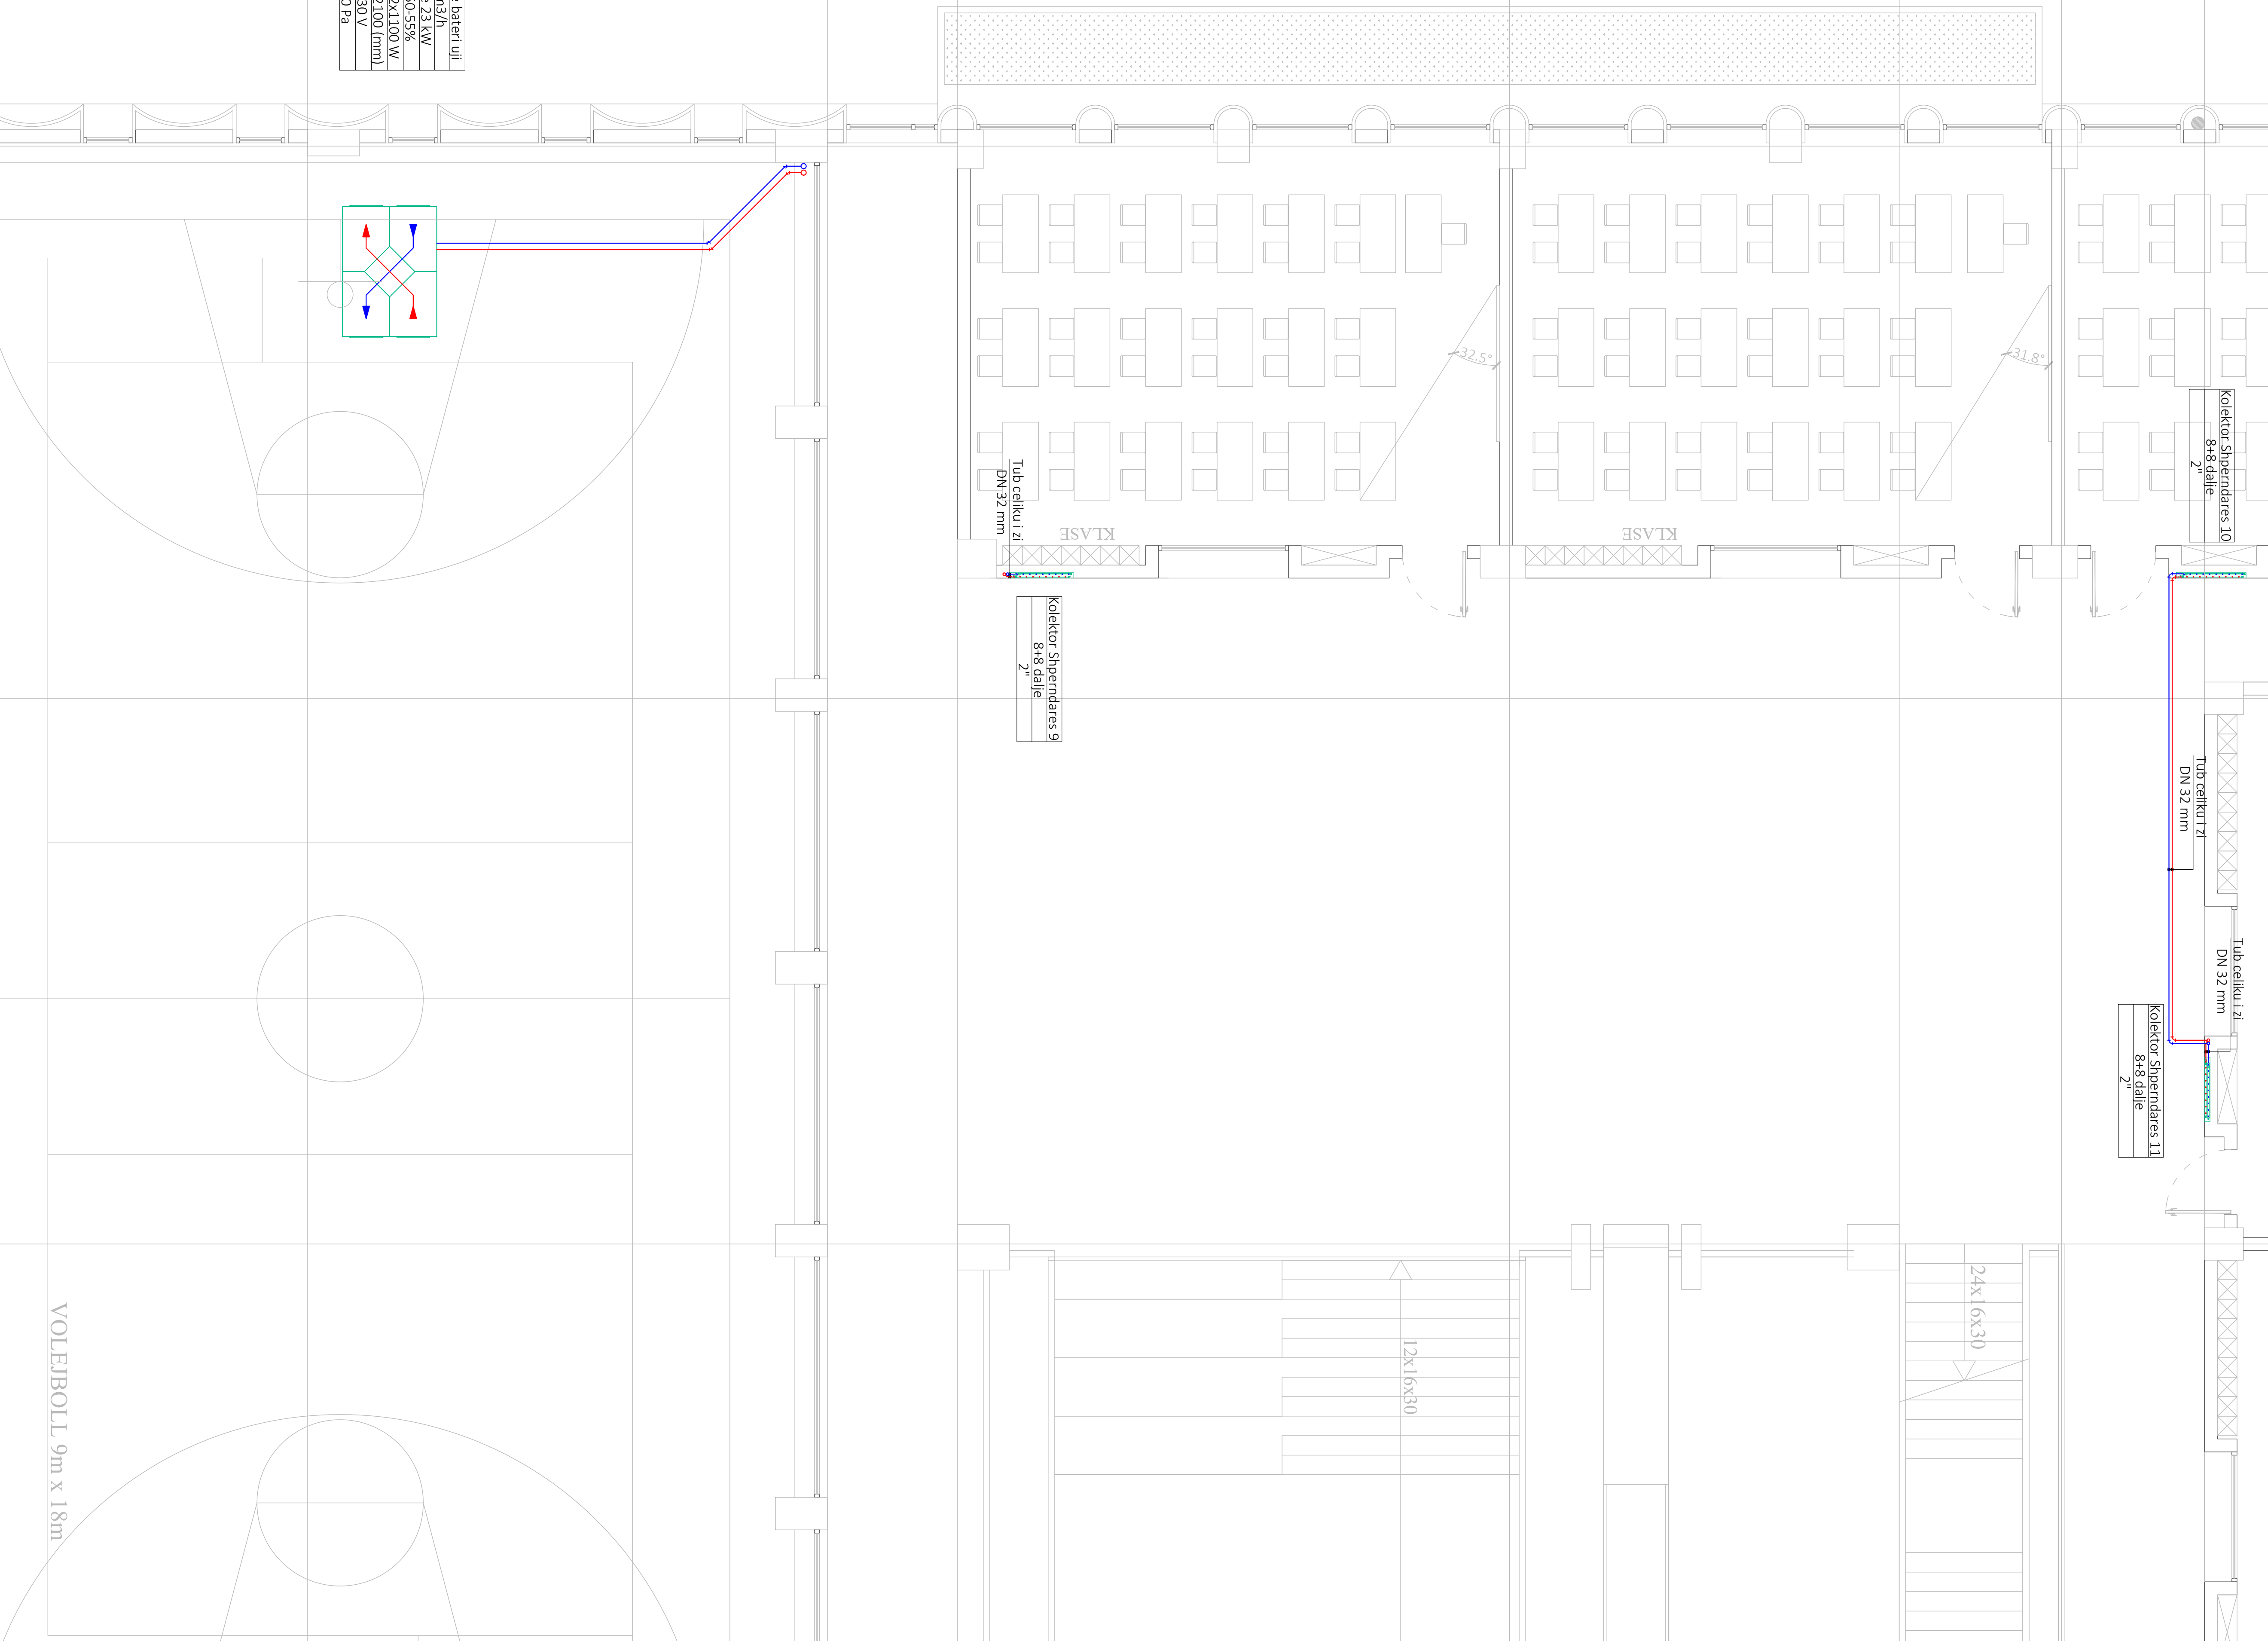 bateri uji
m3/h
23 kW
50-55%
2x1100 W
2100 (mm)
30 V
0 Pa
32.5°
31.8°
Kolektor Shperndares 10
8+8 dalje
2"
Tub celiku i zi
DN 32 mm
KLASE
KLASE
Kolektor Shperndares 9
8+8 dalje
2"
Tub celiku i zi
DN 32 mm
Tub celiku i zi
DN 32 mm
Kolektor Shperndares 11
8+8 dalje
2"
24x16x30
12x16x30
VOLEJBOLL 9m x 18m